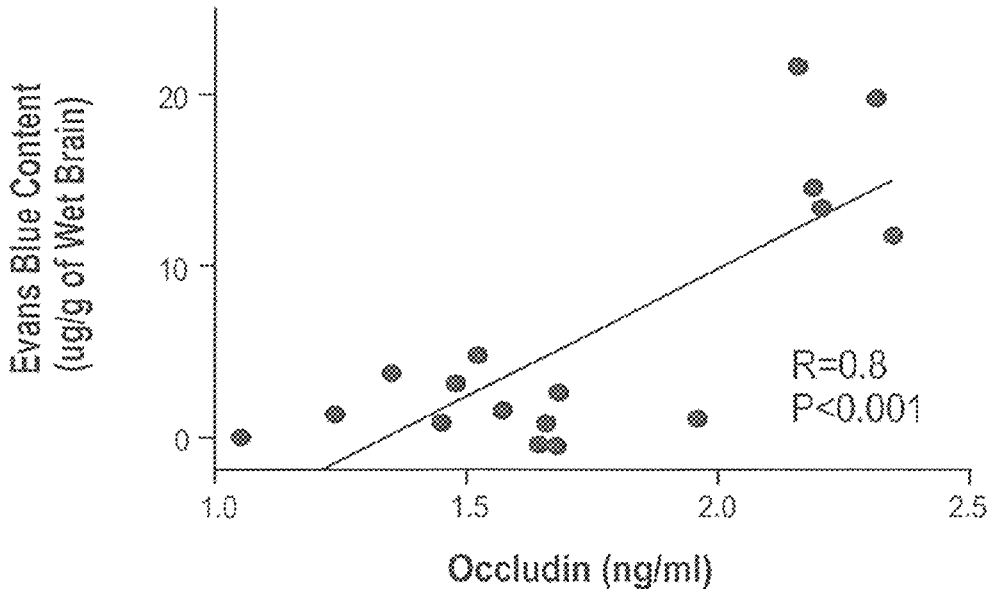 Evans Blue Content
(ug/g of Wet Brain)
20
10
0
R=0.8
P<0.001
1.0
1.5
2.0
2.5
Occludin (ng/ml)